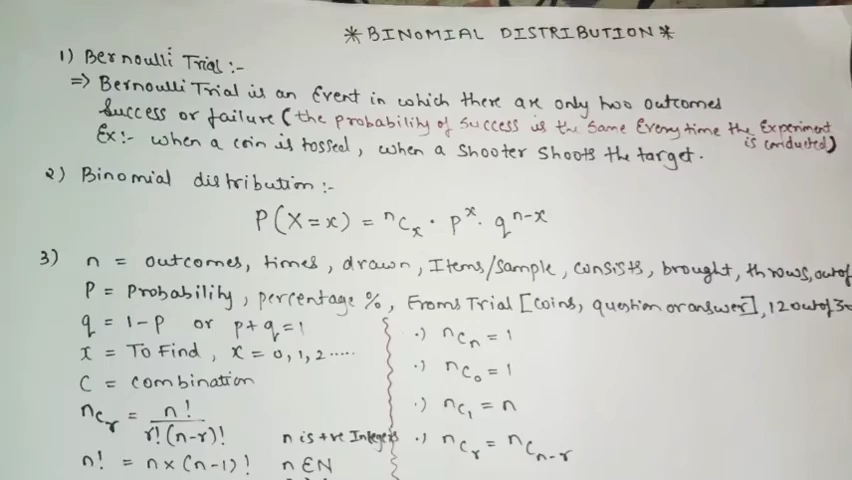 *BINOMIAL DISTRIBUTION*
1) Bernoulli Trial:-
=> Bernoulli Trial is an Event in which there are only two outcomes
Success or failure (the probability of success is the same Every time the Experiment is conducted)
Ex:- when a coin is tossed, when a shooter shoots the target.
2) Binomial distribution:-
P(X=x) = ⁿCₓ · pˣ · qⁿ⁻ˣ
3) n = outcomes, times, drawn, Items/sample, consists, brought, throws, out of
P = Probability, percentage %, From 1 Trial [coins, question or answer], 12 out of 30
q = 1-p or p+q=1
x = To Find, x = 0,1,2.....
C = combination
ⁿCᵣ = n!/r!(n-r)!
n is +ve Integers
n! = n×(n-1)! n∈N
·) ⁿCₙ = 1
·) ⁿC₀ = 1
·) ⁿC₁ = n
·) ⁿCᵣ = ⁿCₙ₋ᵣ